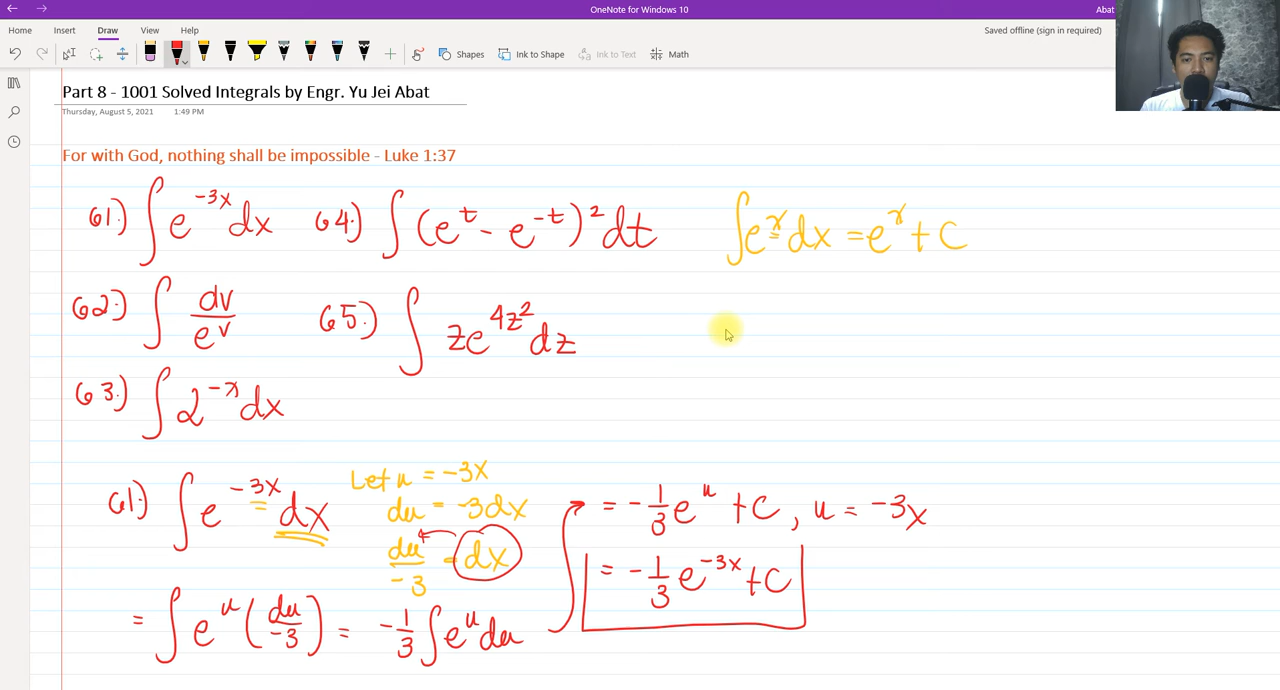 OneNote for Windows 10
Abat
Home Insert Draw View Help
Saved offline (sign in required)
Shapes Ink to Shape Ink to Text Math
Part 8 - 1001 Solved Integrals by Engr. Yu Jei Abat
Thursday, August 5, 2021 1:49 PM
For with God, nothing shall be impossible - Luke 1:37
61.) ∫ e^{-3x} dx 64.) ∫ (e^t - e^{-t})^2 dt ∫ e^x dx = e^x + C
62.) ∫ dv/e^v 65.) ∫ z e^{4z^2} dz
63.) ∫ 2^{-x} dx
61.) ∫ e^{-3x} dx
Let u = -3x
du = -3dx
du/-3 = dx
= ∫ e^u (du/-3) = -1/3 ∫ e^u du
= -1/3 e^u + C, u = -3x
= -1/3 e^{-3x} + C